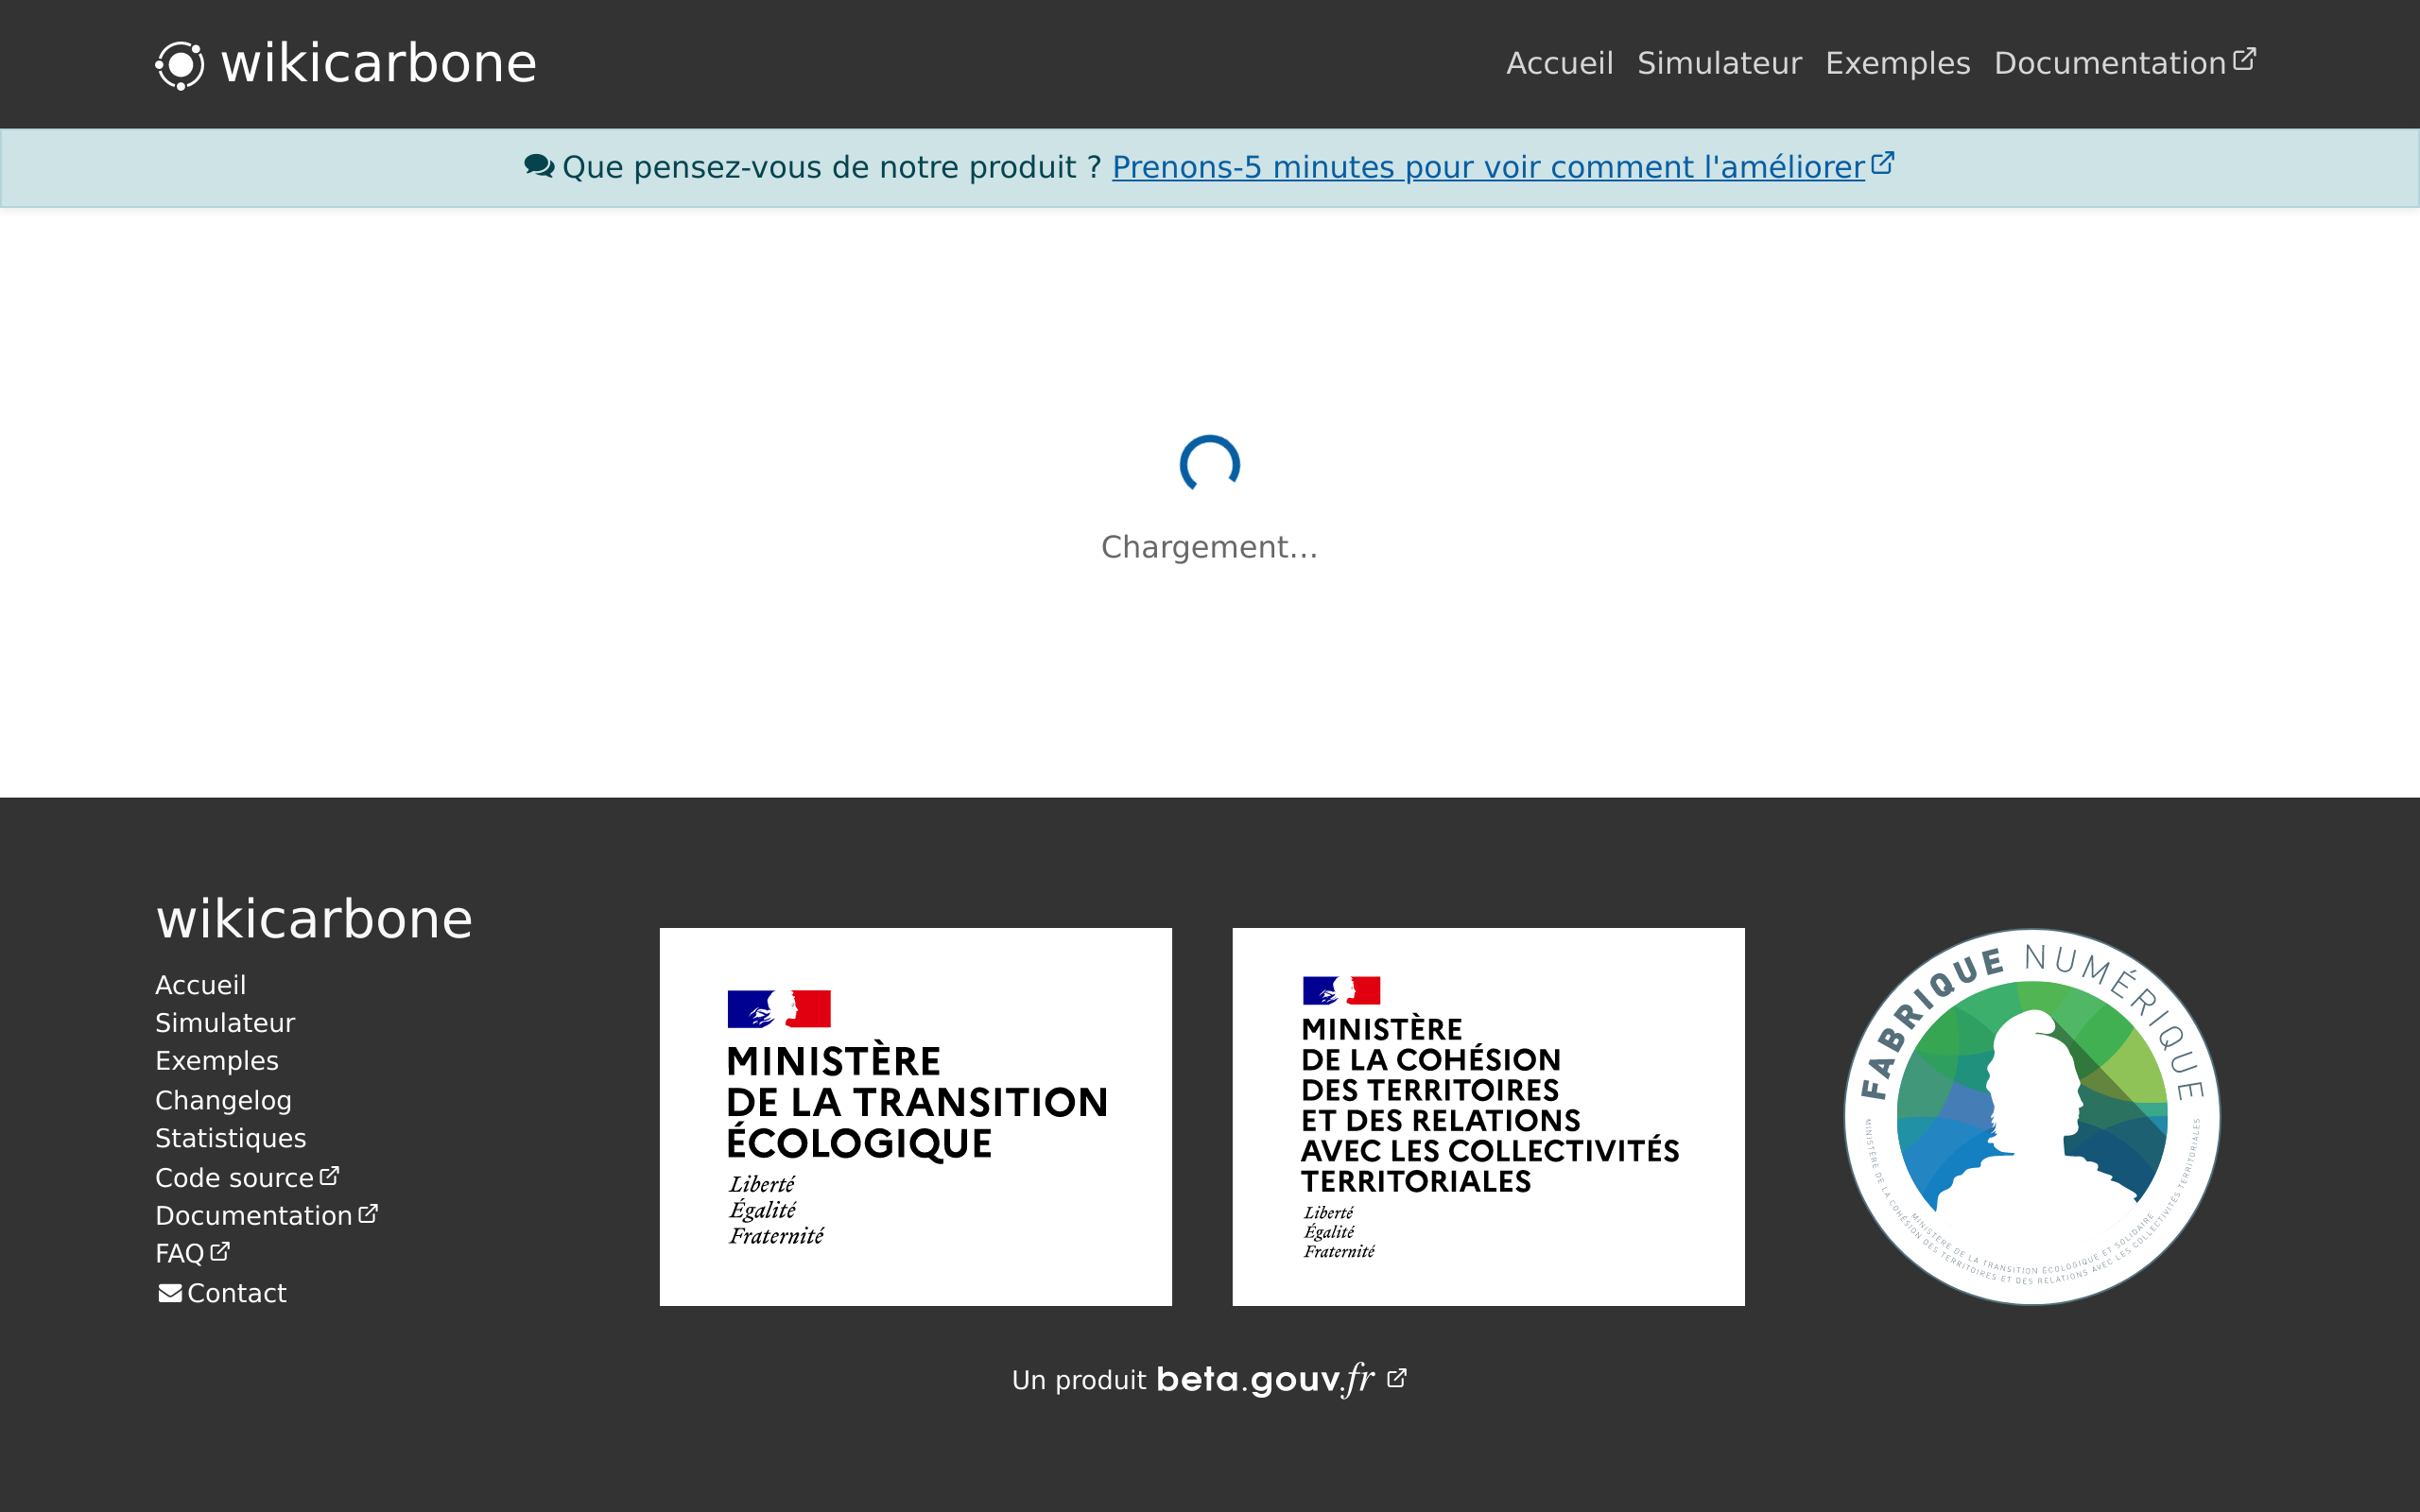 wikicarbone
Accueil Simulateur Exemples Documentation
Que pensez-vous de notre produit ? Prenons-5 minutes pour voir comment l'améliorer
Chargement...
wikicarbone
Accueil
Simulateur
Exemples
Changelog
Statistiques
Code source
Documentation
FAQ
Contact
MINISTÈRE
DE LA TRANSITION
ÉCOLOGIQUE
Liberté
Égalité
Fraternité
MINISTÈRE
DE LA COHÉSION
DES TERRITOIRES
ET DES RELATIONS
AVEC LES COLLECTIVITÉS
TERRITORIALES
Liberté
Égalité
Fraternité
FABRIQUE NUMÉRIQUE
MINISTÈRE DE LA TRANSITION ÉCOLOGIQUE ET SOLIDAIRE
MINISTÈRE DE LA COHÉSION DES TERRITOIRES ET DES RELATIONS AVEC LES COLLECTIVITÉS TERRITORIALES
Un produit beta.gouv.fr